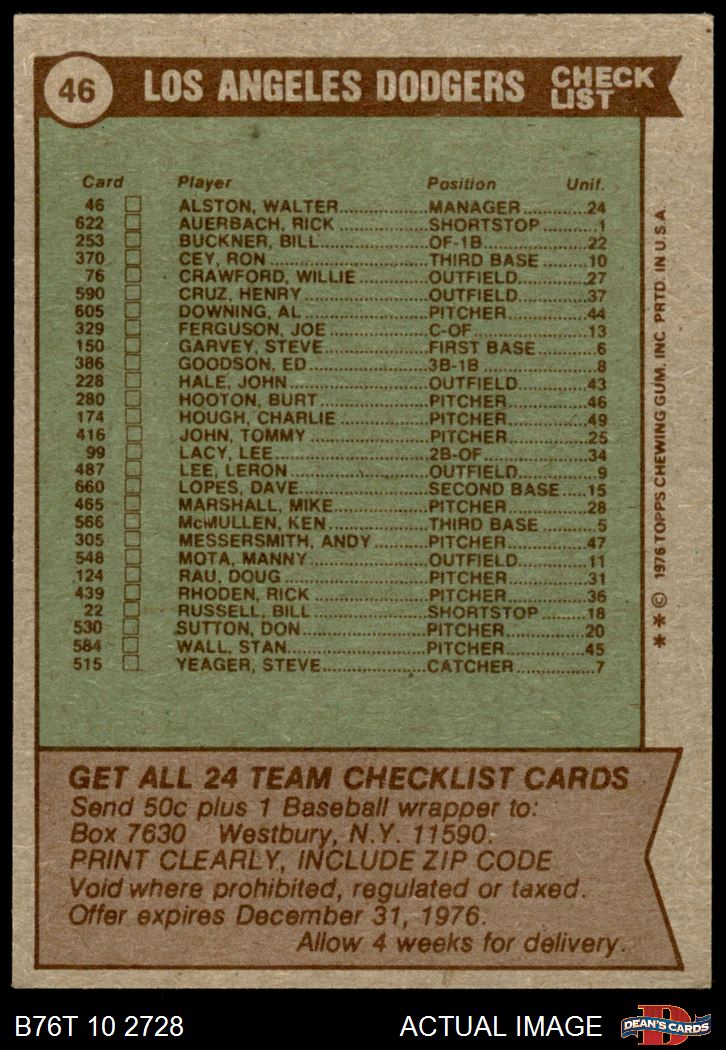 46 LOS ANGELES DODGERS CHECK LIST
Card Player Position Unif.
46 ALSTON, WALTER MANAGER 24
622 AUERBACH, RICK SHORTSTOP 1
253 BUCKNER, BILL OF-1B 22
370 CEY, RON THIRD BASE 10
76 CRAWFORD, WILLIE OUTFIELD 27
590 CRUZ, HENRY OUTFIELD 37
605 DOWNING, AL PITCHER 44
329 FERGUSON, JOE C-OF 13
150 GARVEY, STEVE FIRST BASE 6
386 GOODSON, ED 3B-1B 8
228 HALE, JOHN OUTFIELD 43
280 HOOTON, BURT PITCHER 46
174 HOUGH, CHARLIE PITCHER 49
416 JOHN, TOMMY PITCHER 25
99 LACY, LEE 2B-OF 34
487 LEE, LERON OUTFIELD 9
660 LOPES, DAVE SECOND BASE 15
465 MARSHALL, MIKE PITCHER 28
566 McMULLEN, KEN THIRD BASE 5
305 MESSERSMITH, ANDY PITCHER 47
548 MOTA, MANNY OUTFIELD 11
124 RAU, DOUG PITCHER 31
439 RHODEN, RICK PITCHER 36
22 RUSSELL, BILL SHORTSTOP 18
530 SUTTON, DON PITCHER 20
584 WALL, STAN PITCHER 45
515 YEAGER, STEVE CATCHER 7
**© 1976 TOPPS CHEWING GUM, INC. PRTD. IN U.S.A.
GET ALL 24 TEAM CHECKLIST CARDS
Send 50c plus 1 Baseball wrapper to:
Box 7630 Westbury, N.Y. 11590.
PRINT CLEARLY, INCLUDE ZIP CODE
Void where prohibited, regulated or taxed.
Offer expires December 31, 1976.
Allow 4 weeks for delivery.
B76T 10 2728 ACTUAL IMAGE D DEAN'S CARDS